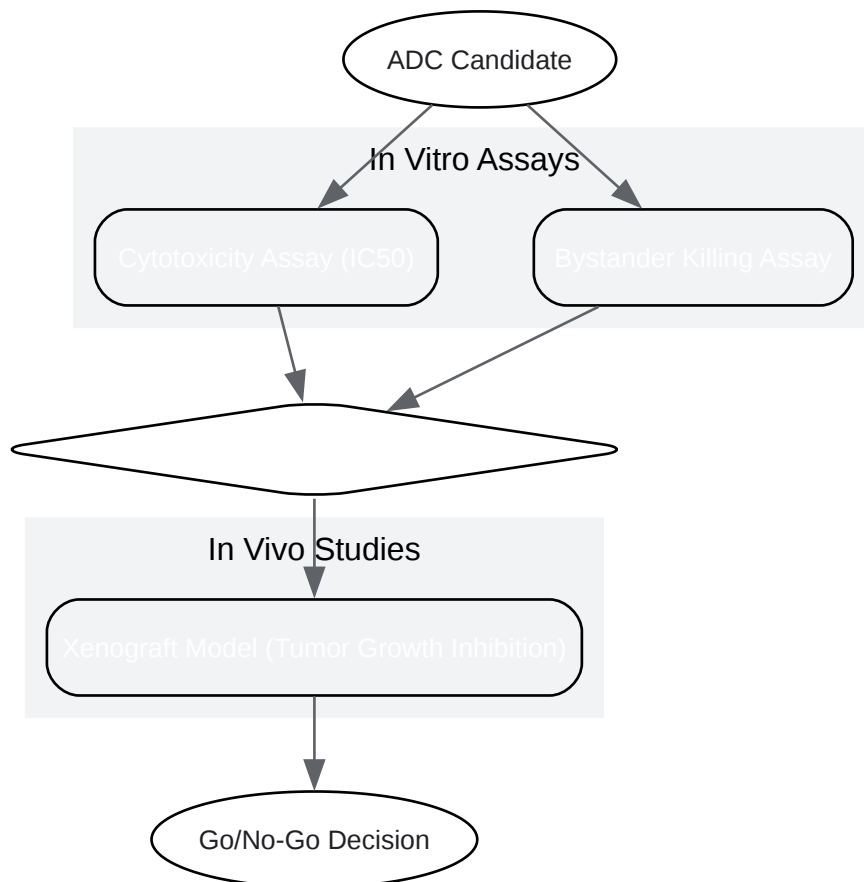 ADC Candidate
In Vitro Assays
Cytotoxicity Assay (IC50)
Bystander Killing Assay
In Vivo Studies
Xenograft Model (Tumor Growth Inhibition)
Go/No-Go Decision